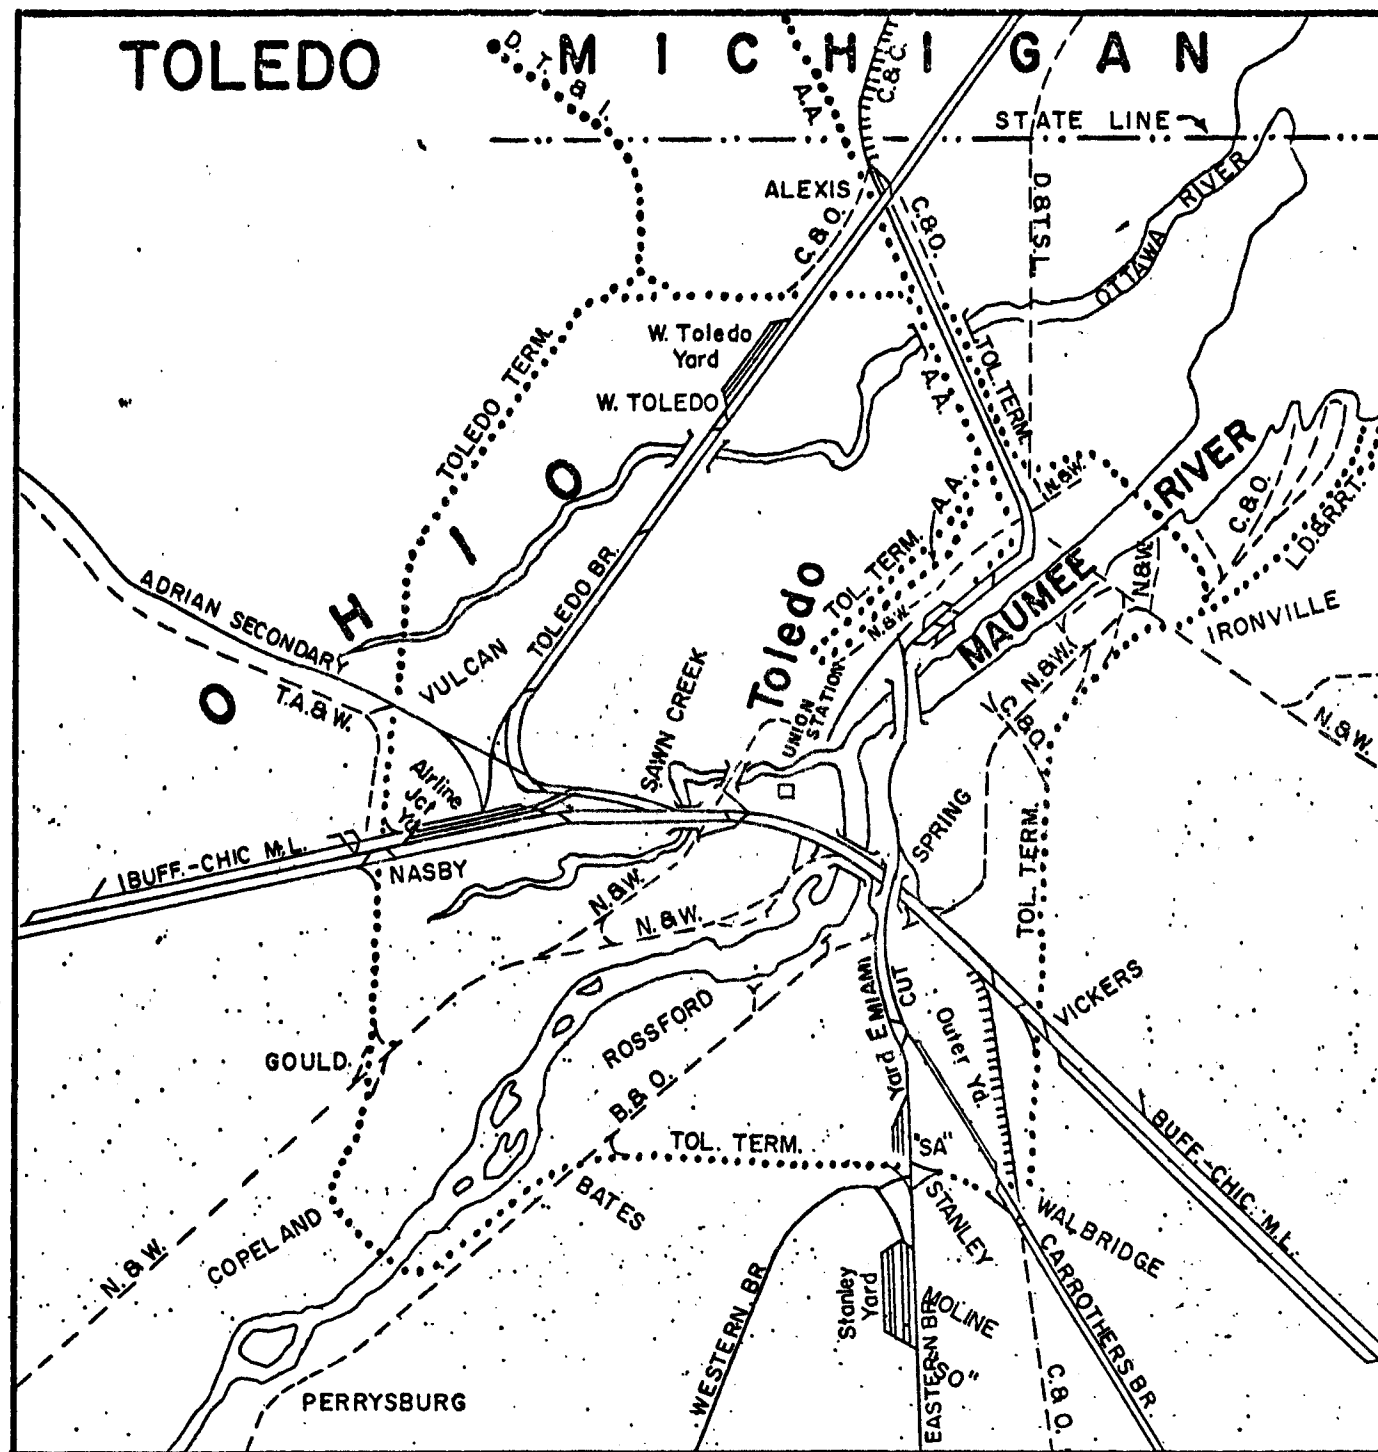 TOLEDO
MICHIGAN
D. T. & I.
A.A.
C.& C.
STATE LINE
ALEXIS
C.& O.
C.&O.
D.&T.S.L.
OTTAWA RIVER
W. Toledo
Yard
W. TOLEDO
TOLEDO TERM.
A.A.
TOL. TERM.
OHIO
N.&W.
MAUMEE RIVER
C.& O.
L.D.&R.R.T.
A.A.
TOL. TERM.
N.&W.
Toledo
N.&W.
IRONVILLE
ADRIAN SECONDARY
TOLEDO BR.
VULCAN
T.A.& W.
SAWN CREEK
UNION
STATION
N.&W.
C.&O.
N.&W.
Airline
Jct
Yd.
SPRING
TOL. TERM.
BUFF.-CHIC M.L.
NASBY
N.&W.
N.&W.
VICKERS
ROSSFORD
Yard E MIAMI
CUT
Outer Yd.
GOULD
B.& O.
TOL. TERM.
"SA"
BUFF.-CHIC. M.L.
BATES
STANLEY
WALBRIDGE
COPELAND
N.&W.
CARROTHERS BR.
WESTERN BR
Stanley
Yard
MOLINE
"SO"
EASTERN BR
C.& O.
PERRYSBURG